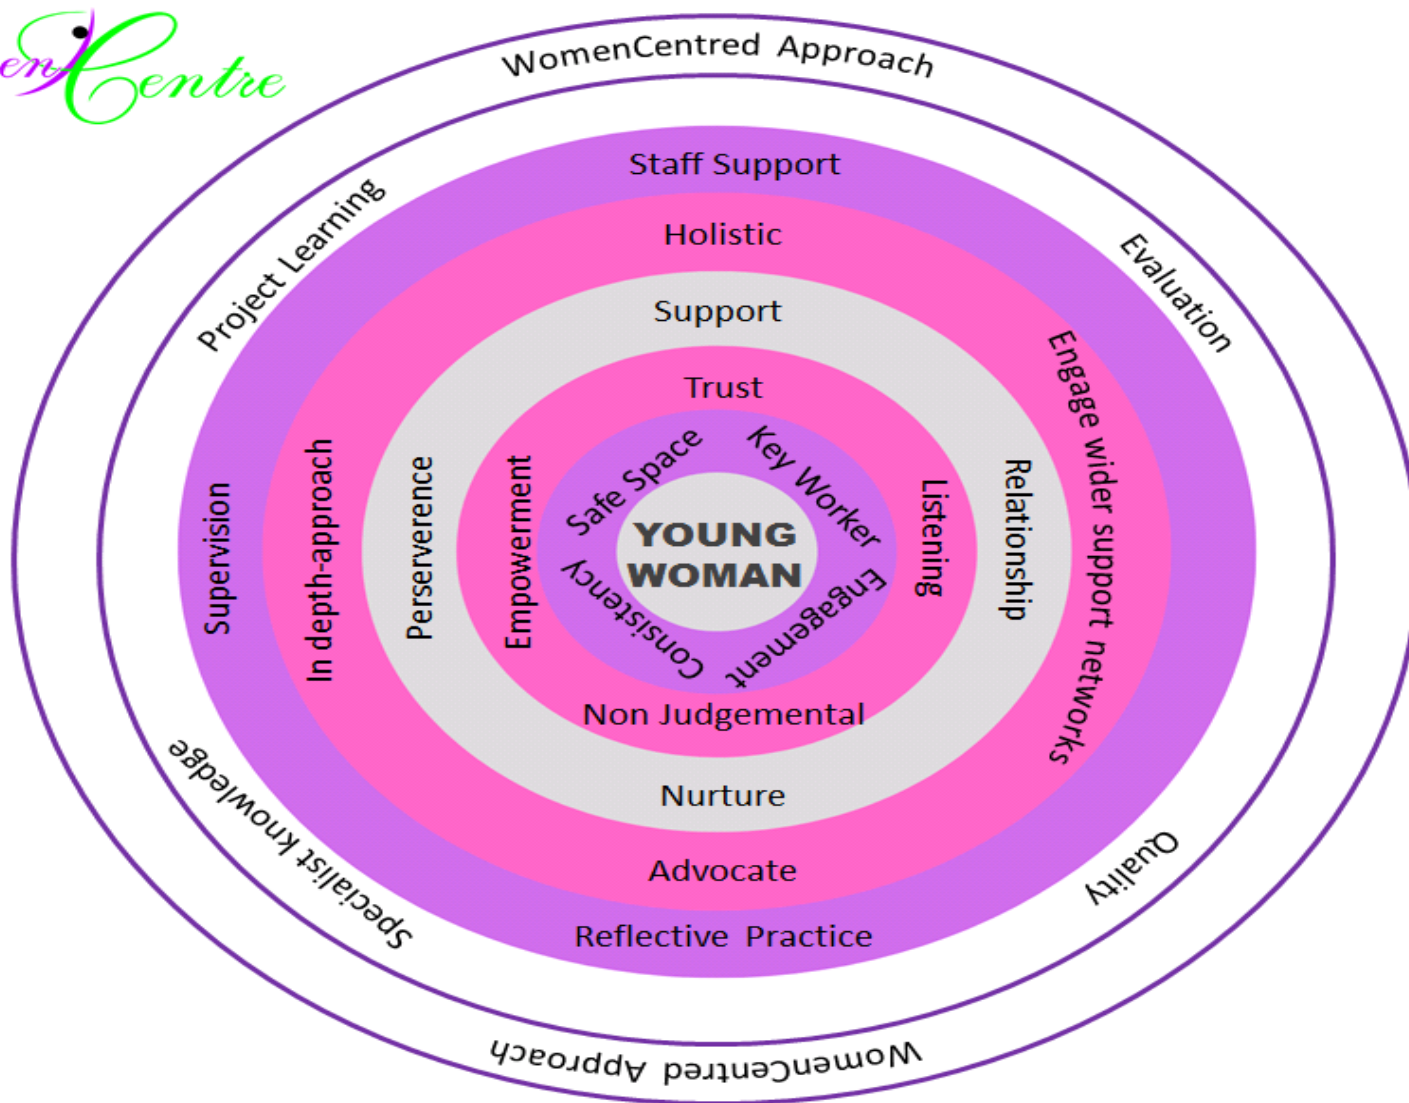 en Centre
WomenCentred Approach
Project Learning
Evaluation
Staff Support
Holistic
Support
Trust
Safe Space
Key Worker
YOUNG
WOMAN
Consistency
Engagement
Supervision
In depth-approach
Perserverence
Empowerment
Listening
Relationship
Engage wider support networks
Non Judgemental
Nurture
Advocate
Reflective Practice
Specialist knowledge
Quality
WomenCentred Approach